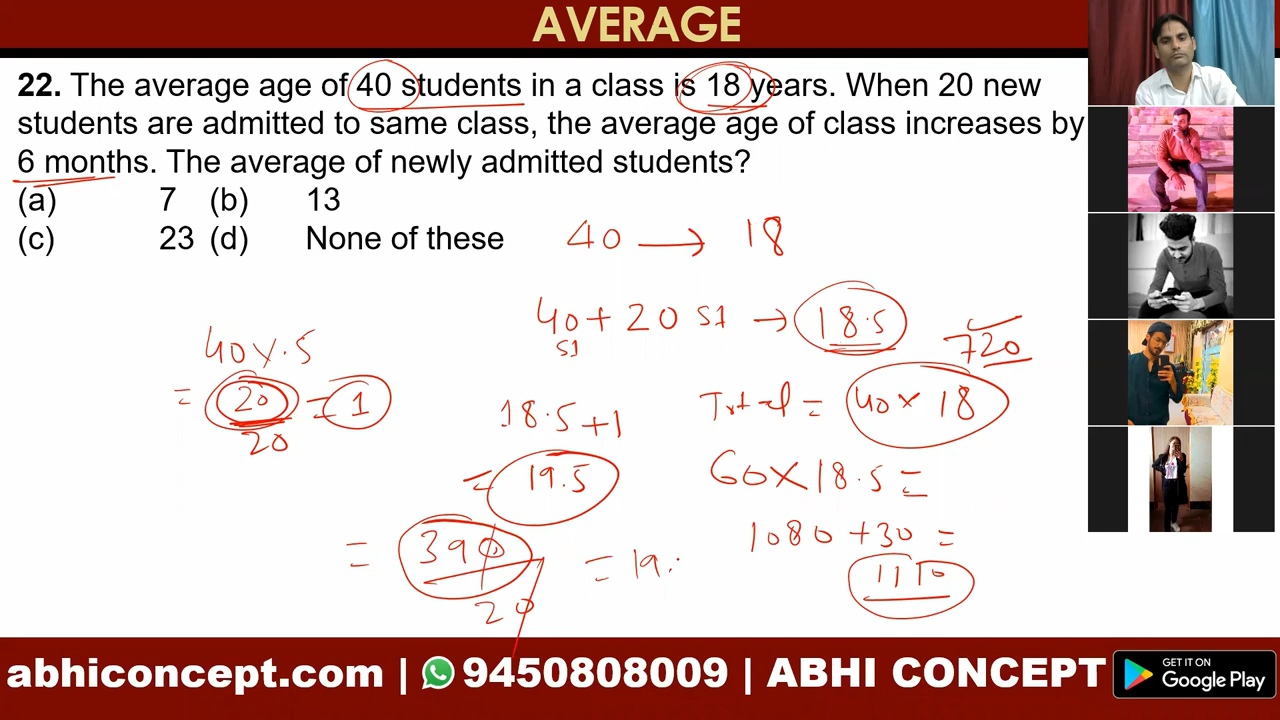 AVERAGE
22. The average age of 40 students in a class is 18 years. When 20 new
students are admitted to same class, the average age of class increases by
6 months. The average of newly admitted students?
(a) 7 (b) 13
(c) 23 (d) None of these
40 → 18
40 + 20 S1 → 18.5
S1
720
40 x .5
= 20 = 1
20
Total = 40 x 18
18.5 + 1
= 19.5
60 x 18.5 =
1080 + 30 =
1110
= 390 = 19.
20
abhiconcept.com | 9450808009 | ABHI CONCEPT
GET IT ON
Google Play